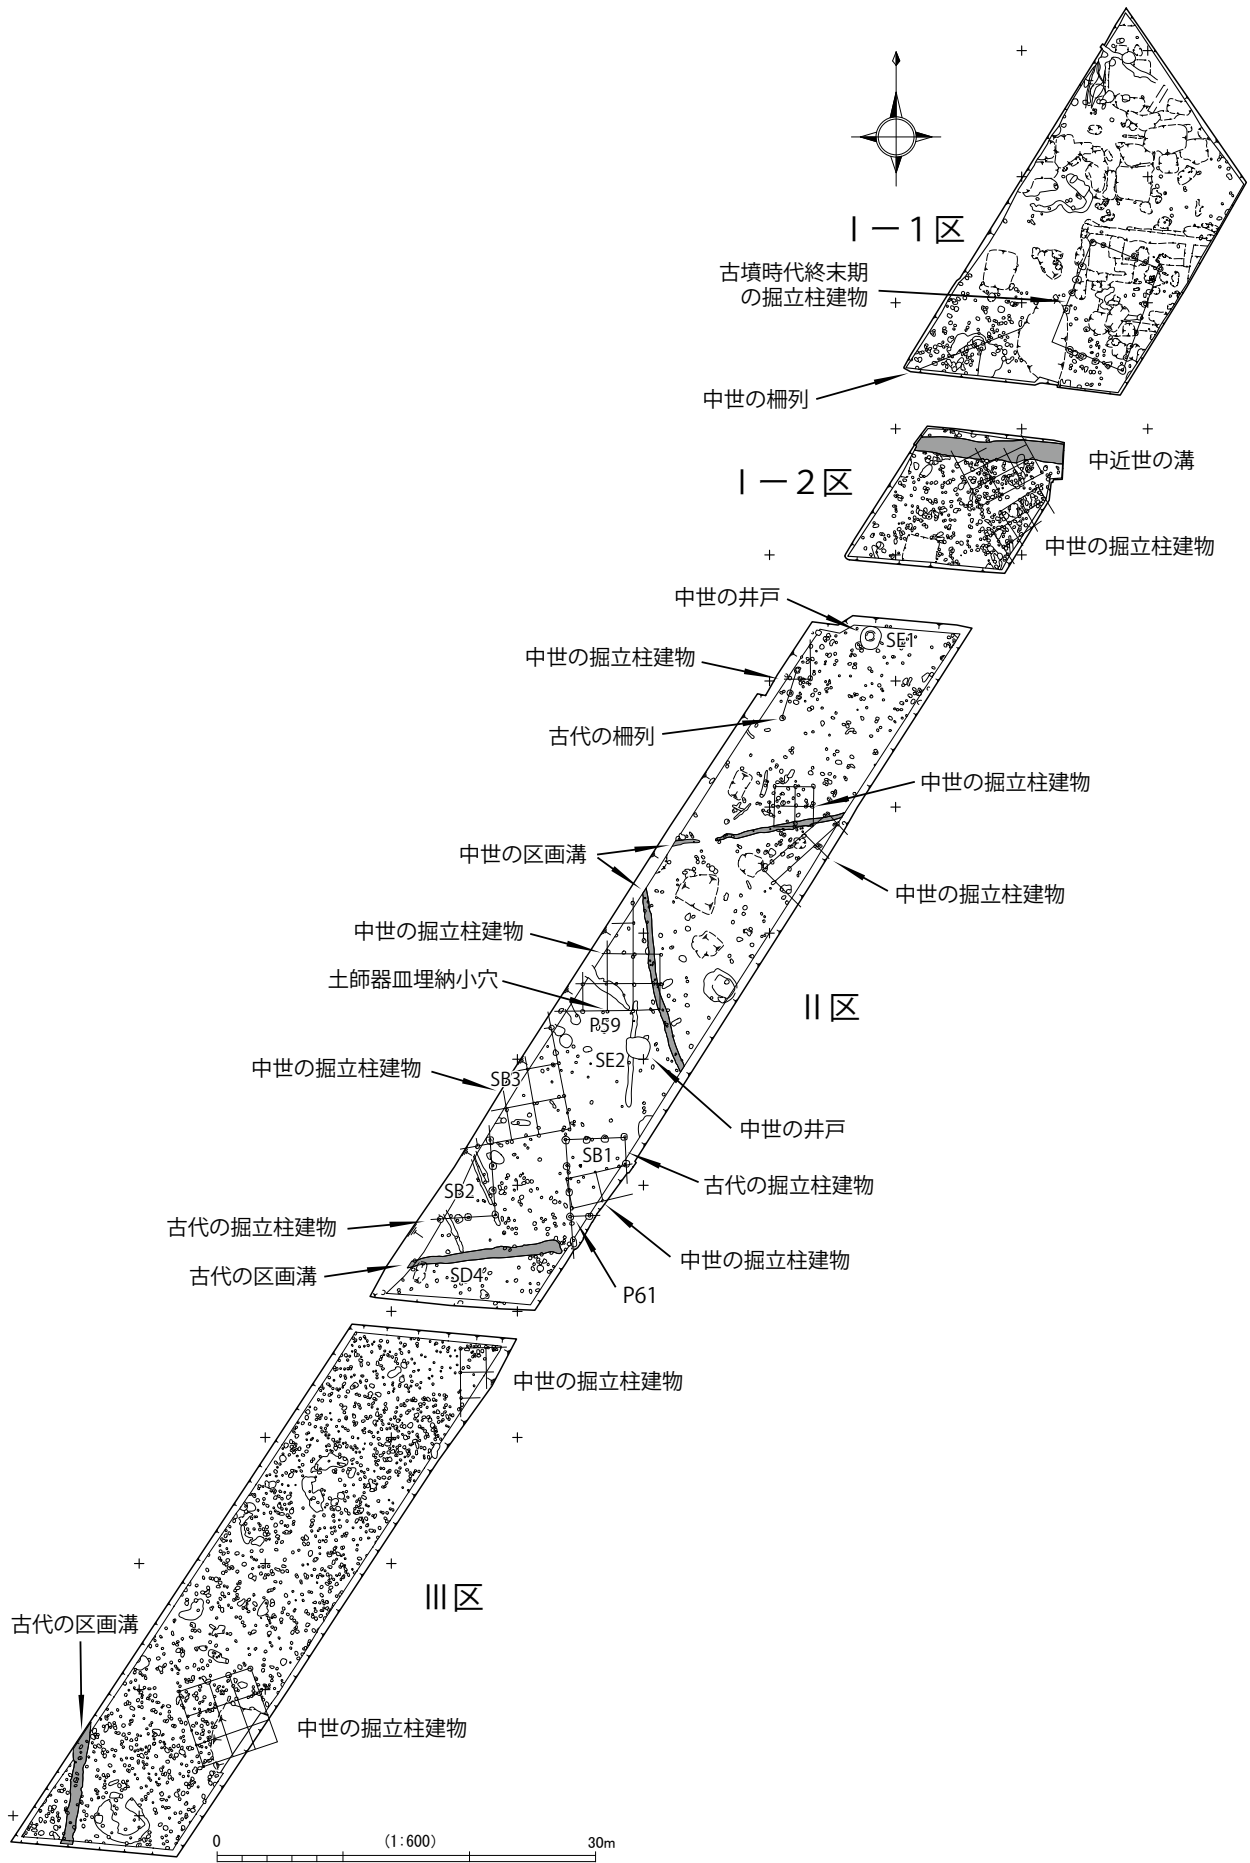 Ⅰ－1区
古墳時代終末期
の掘立柱建物
中世の柵列
中近世の溝
Ⅰ－2区
中世の掘立柱建物
中世の井戸
SE1
中世の掘立柱建物
古代の柵列
中世の掘立柱建物
中世の区画溝
中世の掘立柱建物
中世の掘立柱建物
土師器皿埋納小穴
Ⅱ区
P59
SE2
中世の掘立柱建物
SB3
中世の井戸
SB1
古代の掘立柱建物
SB2
古代の掘立柱建物
中世の掘立柱建物
古代の区画溝
SD4
P61
中世の掘立柱建物
Ⅲ区
古代の区画溝
中世の掘立柱建物
0
(1:600)
30m